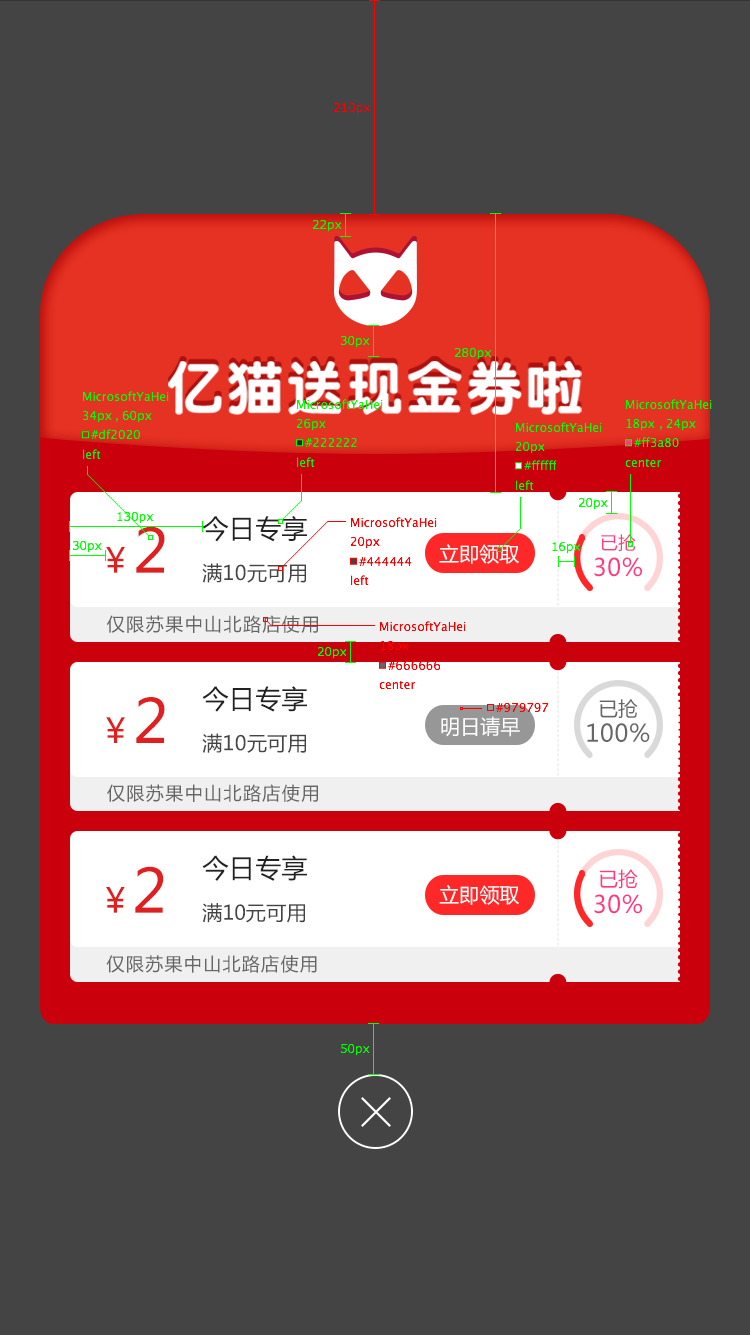 210px
22px
30px
280px
亿猫送现金券啦
MicrosoftYaHei
34px , 60px
#df2020
left
MicrosoftYaHei
26px
#222222
left
MicrosoftYaHei
20px
#ffffff
left
MicrosoftYaHei
18px , 24px
#ff3a80
center
130px
30px
¥2
今日专享
满10元可用
MicrosoftYaHei
20px
#444444
left
立即领取
20px
16px
已抢
30%
仅限苏果中山北路店使用
MicrosoftYaHei
18px
#666666
center
20px
¥2
今日专享
满10元可用
#979797
明日请早
已抢
100%
仅限苏果中山北路店使用
¥2
今日专享
满10元可用
立即领取
已抢
30%
仅限苏果中山北路店使用
50px